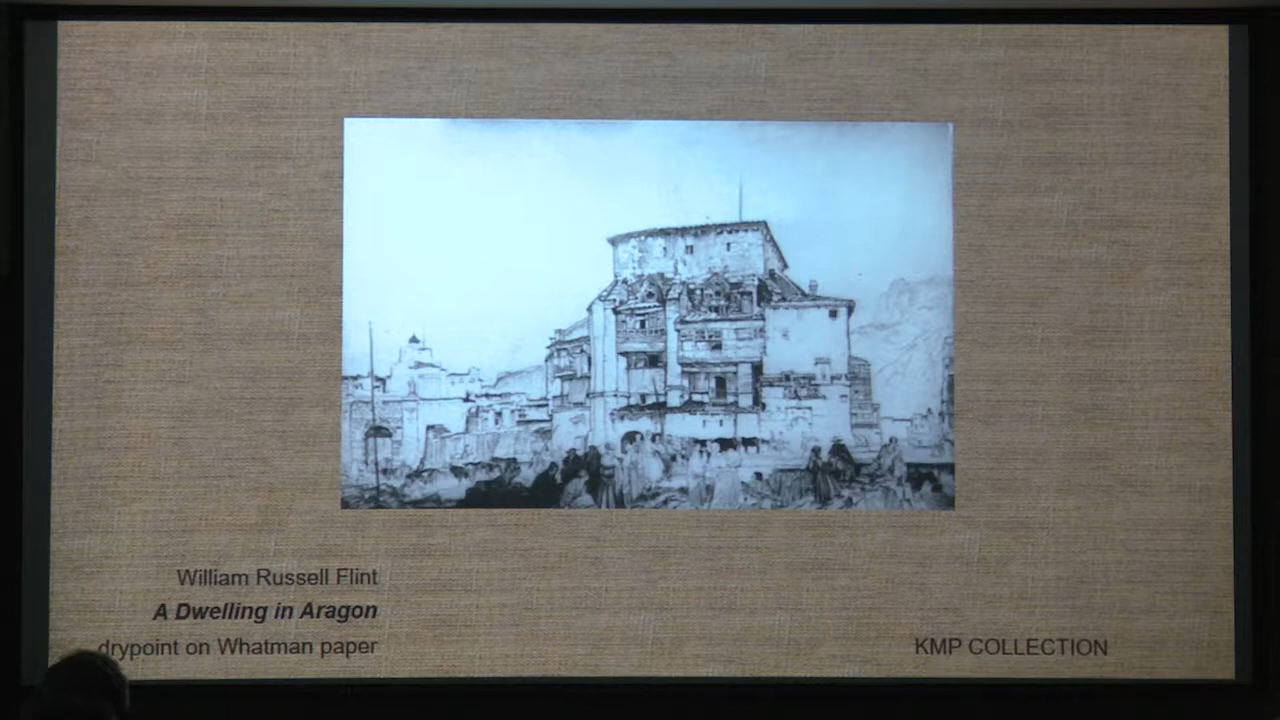 William Russell Flint
A Dwelling in Aragon
drypoint on Whatman paper
KMP COLLECTION